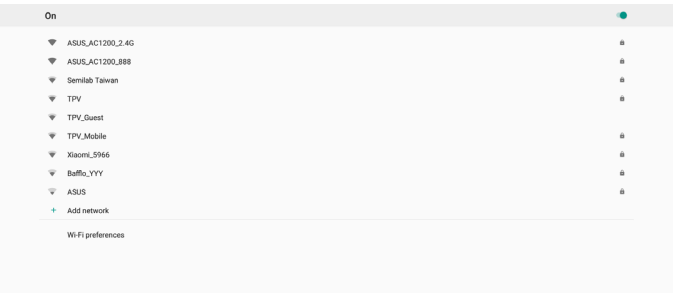 On
ASUS_AC1200_2.4G
ASUS_AC1200_888
Semilab Taiwan
TPV
TPV_Guest
TPV_Mobile
Xiaomi_5966
Bafflo_YYY
ASUS
+ Add network
Wi-Fi preferences